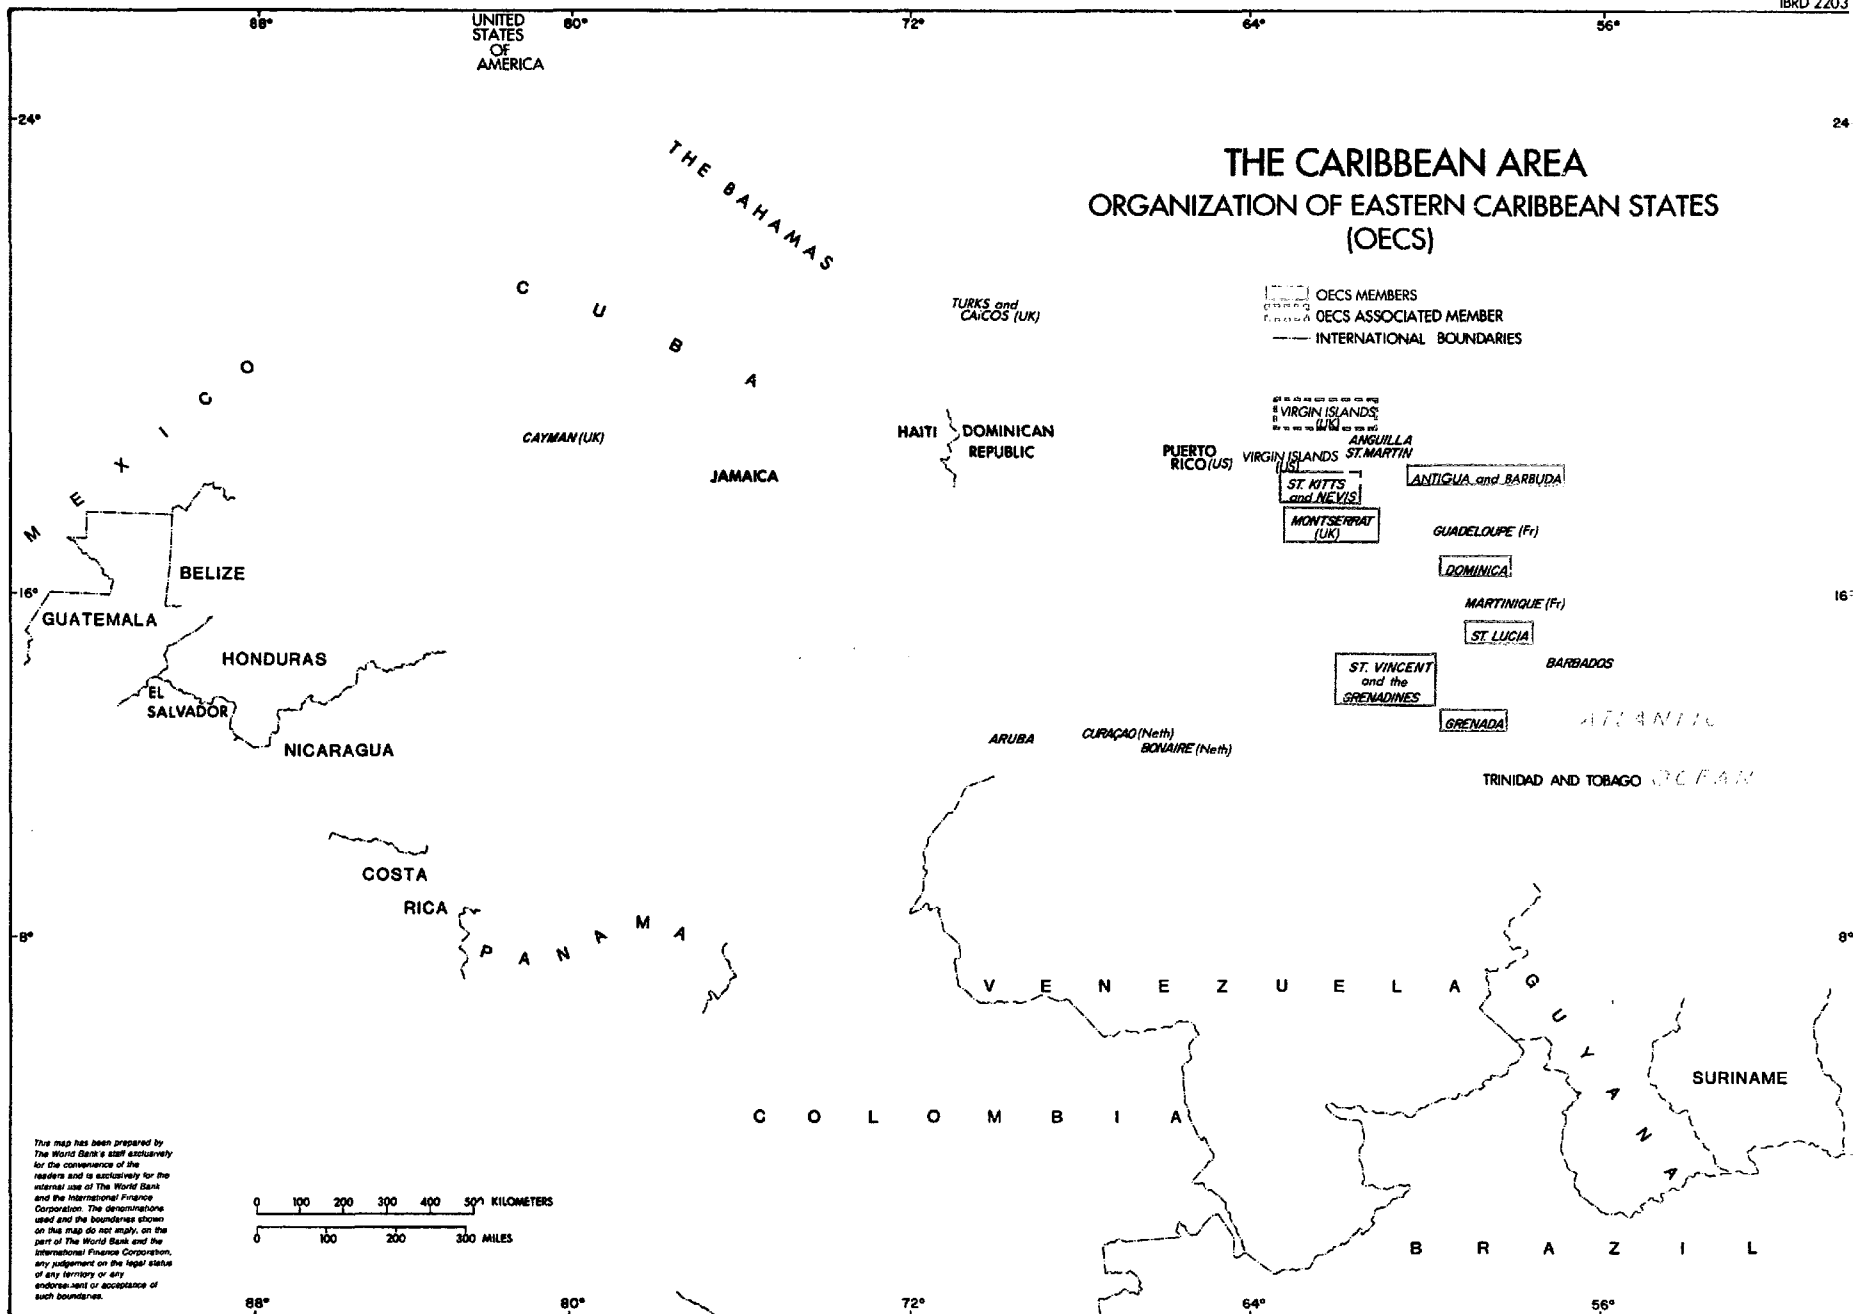 IBRD 2203
88°
80°
72°
64°
56°
UNITED
STATES
OF
AMERICA
24°
24
THE CARIBBEAN AREA
ORGANIZATION OF EASTERN CARIBBEAN STATES
(OECS)
OECS MEMBERS
OECS ASSOCIATED MEMBER
INTERNATIONAL BOUNDARIES
THE BAHAMAS
CUBA
TURKS and
CAICOS (UK)
MEXICO
CAYMAN (UK)
JAMAICA
HAITI
DOMINICAN
REPUBLIC
PUERTO
RICO (US)
VIRGIN ISLANDS
(UK)
VIRGIN ISLANDS
(US)
ANGUILLA
ST. MARTIN
ST. KITTS
and NEVIS
ANTIGUA and BARBUDA
MONTSERRAT
(UK)
GUADELOUPE (Fr)
DOMINICA
MARTINIQUE (Fr)
ST. LUCIA
BARBADOS
ST. VINCENT
and the
GRENADINES
GRENADA
ATLANTIC
OCEAN
TRINIDAD AND TOBAGO
ARUBA
CURAÇAO (Neth)
BONAIRE (Neth)
BELIZE
16°
16°
GUATEMALA
HONDURAS
EL
SALVADOR
NICARAGUA
COSTA
RICA
8°
8°
PANAMA
VENEZUELA
GUYANA
SURINAME
COLOMBIA
BRAZIL
This map has been prepared by
The World Bank's staff exclusively
for the convenience of the
readers and is exclusively for the
internal use of The World Bank
and the International Finance
Corporation. The denominations
used and the boundaries shown
on this map do not imply, on the
part of The World Bank and the
International Finance Corporation,
any judgement on the legal status
of any territory or any
endorsement or acceptance of
such boundaries.
0 100 200 300 400 500 KILOMETERS
0 100 200 300 MILES
88°
80°
72°
64°
56°